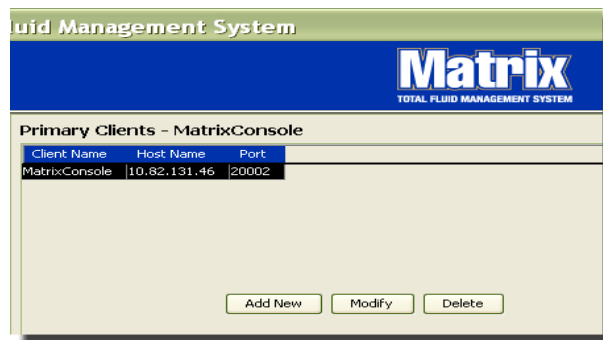 luid Management System
Matrix
TOTAL FLUID MANAGEMENT SYSTEM
Primary Clients - MatrixConsole
Client Name Host Name Port
MatrixConsole 10.82.131.46 20002
Add New Modify Delete